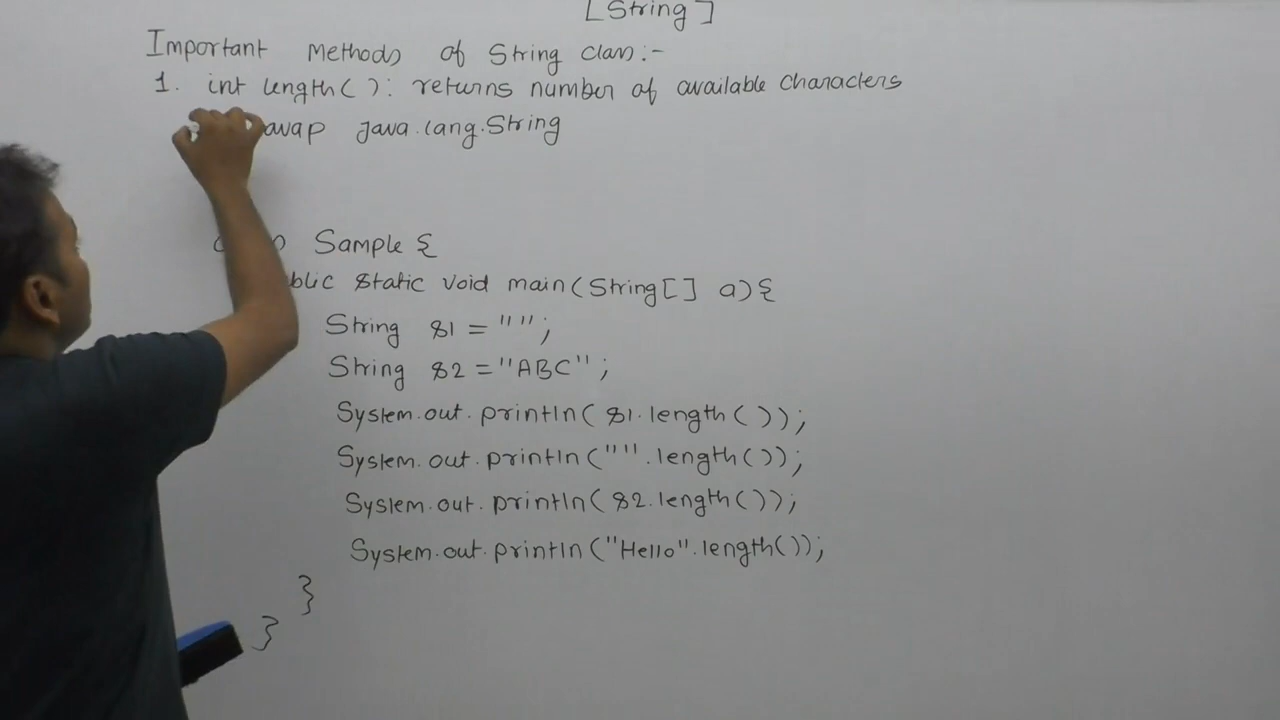 [String]
Important Methods of String class:-
1. int length( ): returns number of available characters
avap java.lang.String
Sample {
blic static void main(String[] a){
String s1 = "";
String s2 = "ABC";
System.out.println( s1.length( ));
System.out.println("".length());
System.out.println( s2.length());
System.out.println("Hello".length());
}
}